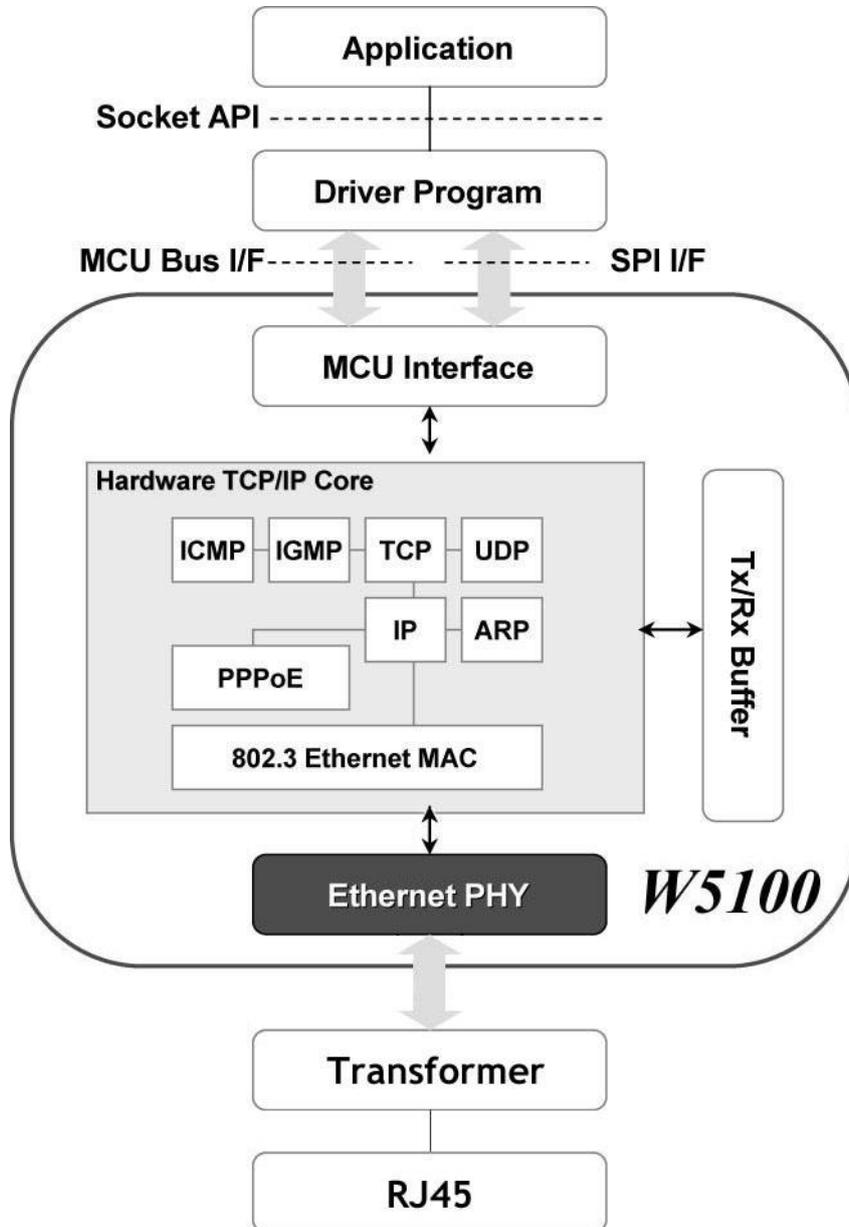 Application
Socket API
Driver Program
MCU Bus I/F
SPI I/F
MCU Interface
Hardware TCP/IP Core
ICMP
IGMP
TCP
UDP
IP
ARP
PPPoE
802.3 Ethernet MAC
Tx/Rx Buffer
Ethernet PHY
W5100
Transformer
RJ45